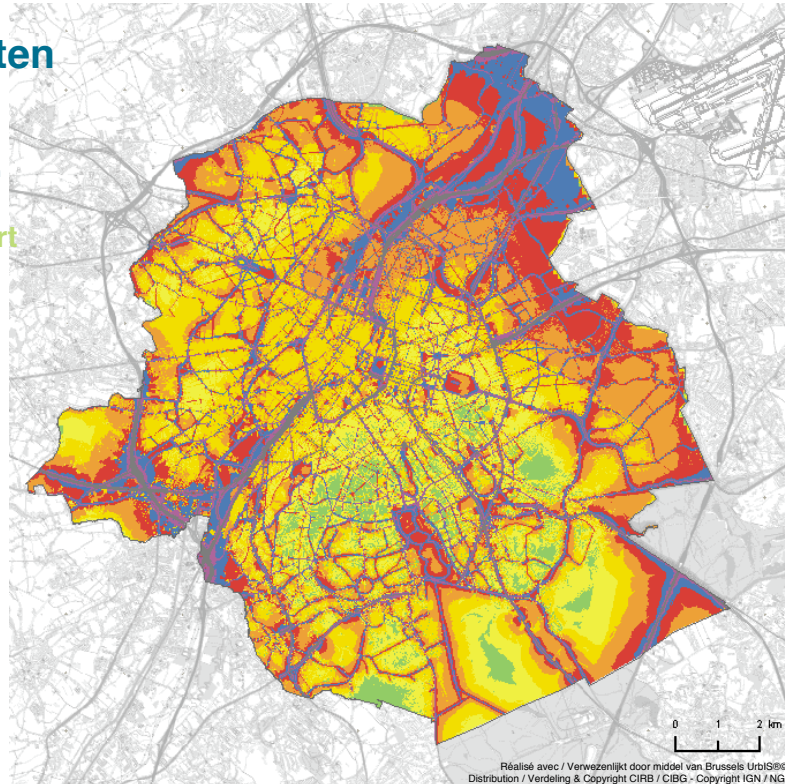 ten
rt
0 1 2 km
Réalisé avec / Verwezenlijkt door middel van Brussels UrbIS®©
Distribution / Verdeling & Copyright CIRB / CIBG - Copyright IGN / NG